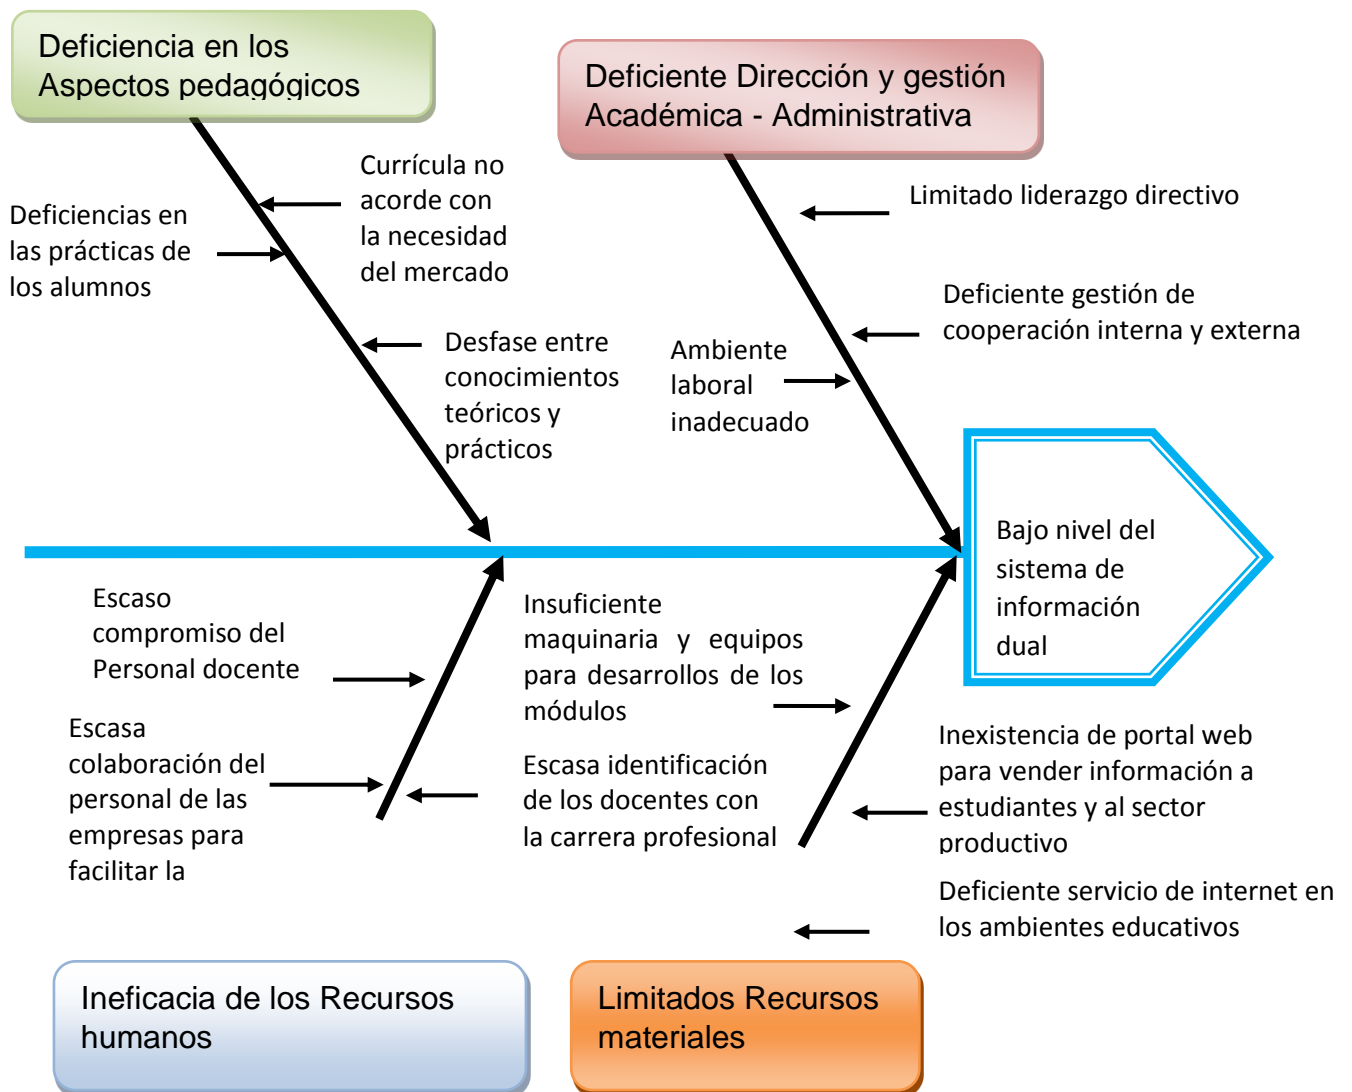 Deficiencia en los
Aspectos pedagógicos
Deficiente Dirección y gestión
Académica - Administrativa
Currícula no
acorde con
la necesidad
del mercado
Deficiencias en
las prácticas de
los alumnos
Desfase entre
conocimientos
teóricos y
prácticos
Limitado liderazgo directivo
Deficiente gestión de
cooperación interna y externa
Ambiente
laboral
inadecuado
Bajo nivel del
sistema de
información
dual
Escaso
compromiso del
Personal docente
Escasa
colaboración del
personal de las
empresas para
facilitar la
Insuficiente
maquinaria y equipos
para desarrollos de los
módulos
Escasa identificación
de los docentes con
la carrera profesional
Inexistencia de portal web
para vender información a
estudiantes y al sector
productivo
Deficiente servicio de internet en
los ambientes educativos
Ineficacia de los Recursos
humanos
Limitados Recursos
materiales